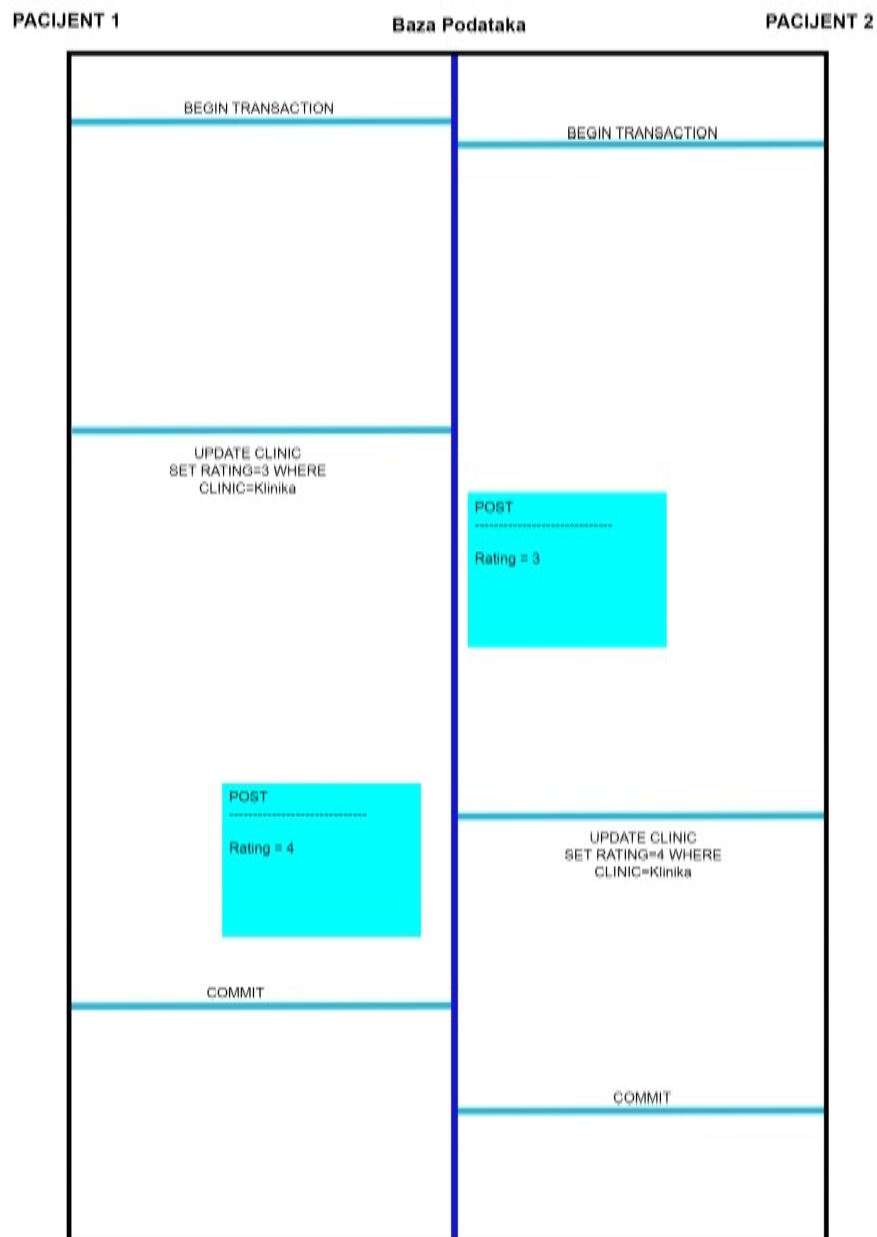 PACIJENT 1
Baza Podataka
PACIJENT 2
BEGIN TRANSACTION
BEGIN TRANSACTION
UPDATE CLINIC
SET RATING=3 WHERE
CLINIC=Klinika
POST
-----------------------------
Rating = 3
POST
-----------------------------
Rating = 4
UPDATE CLINIC
SET RATING=4 WHERE
CLINIC=Klinika
COMMIT
COMMIT